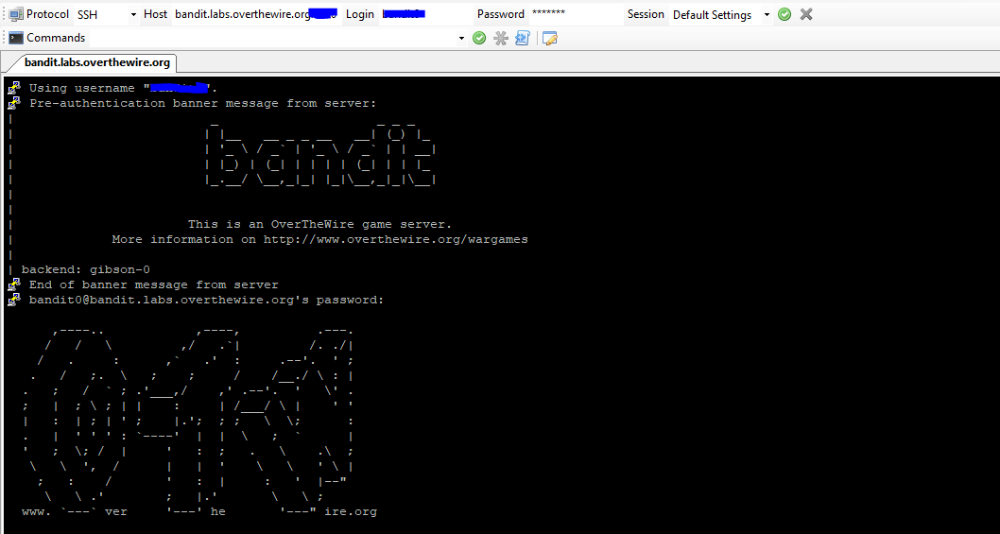 Protocol SSH Host bandit.labs.overthewire.org Login Password ******* Session Default Settings
Commands
bandit.labs.overthewire.org
Using username "
Pre-authentication banner message from server:
bandit
This is an OverTheWire game server.
More information on http://www.overthewire.org/wargames
backend: gibson-0
End of banner message from server
bandit0@bandit.labs.overthewire.org's password:
www. ver he ire.org